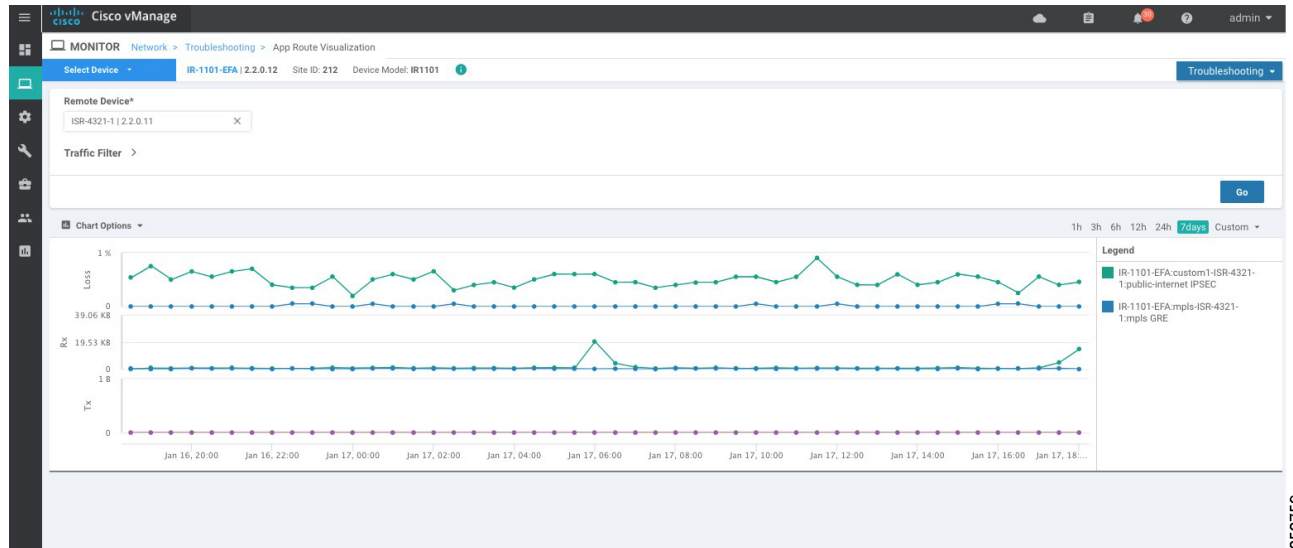 cisco Cisco vManage
30
admin
MONITOR Network > Troubleshooting > App Route Visualization
Select Device
IR-1101-EFA | 2.2.0.12 Site ID: 212 Device Model: IR1101
Troubleshooting
Remote Device*
ISR-4321-1 | 2.2.0.11
Traffic Filter >
Go
Chart Options
1h 3h 6h 12h 24h 7days Custom
Legend
IR-1101-EFA:custom1-ISR-4321-
1:public-internet IPSEC
IR-1101-EFA:mpls-ISR-4321-
1:mpls GRE
1 %
Loss
0
39.06 KB
Rx
19.53 KB
0
1 B
Tx
0
Jan 16, 20:00 Jan 16, 22:00 Jan 17, 00:00 Jan 17, 02:00 Jan 17, 04:00 Jan 17, 06:00 Jan 17, 08:00 Jan 17, 10:00 Jan 17, 12:00 Jan 17, 14:00 Jan 17, 16:00 Jan 17, 18:...